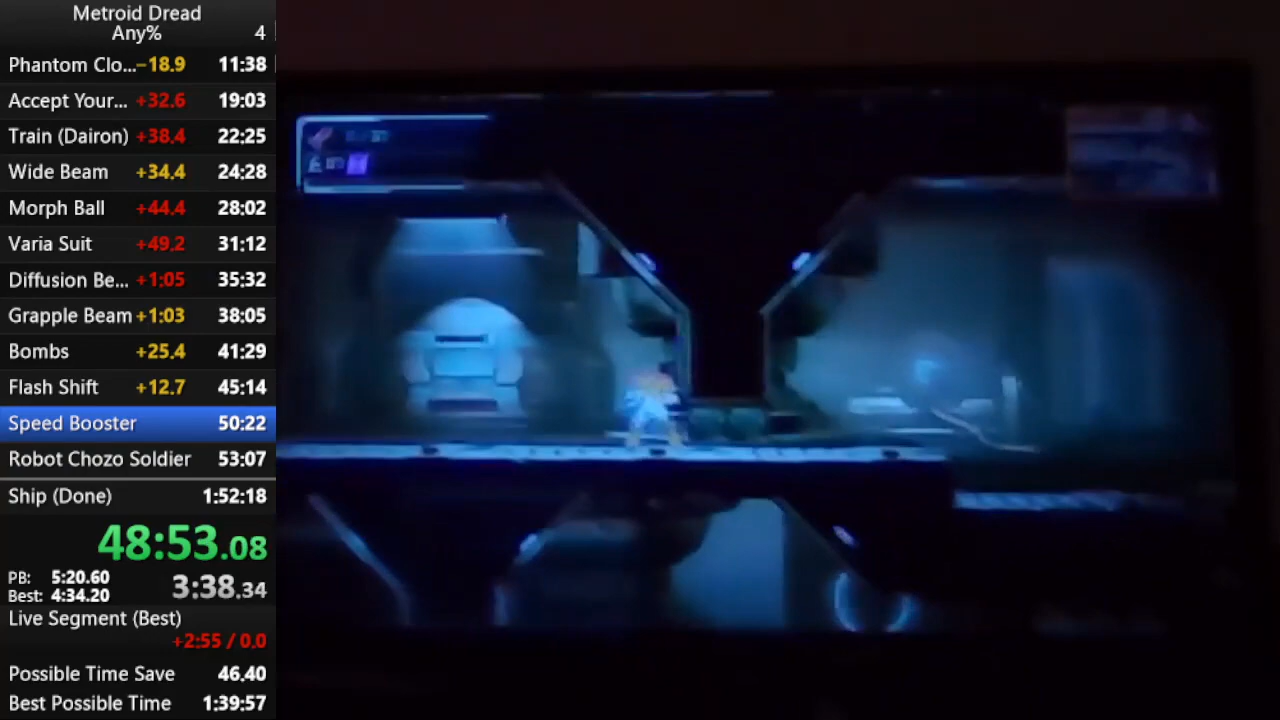 Metroid Dread
Any% 4
Phantom Clo... −18.9 11:38
Accept Your... +32.6 19:03
Train (Dairon) +38.4 22:25
Wide Beam +34.4 24:28
Morph Ball +44.4 28:02
Varia Suit +49.2 31:12
Diffusion Be... +1:05 35:32
Grapple Beam +1:03 38:05
Bombs +25.4 41:29
Flash Shift +12.7 45:14
Speed Booster 50:22
Robot Chozo Soldier 53:07
Ship (Done) 1:52:18
48:53.08
PB: 5:20.60 3:38.34
Best: 4:34.20
Live Segment (Best)
+2:55 / 0.0
Possible Time Save 46.40
Best Possible Time 1:39:57